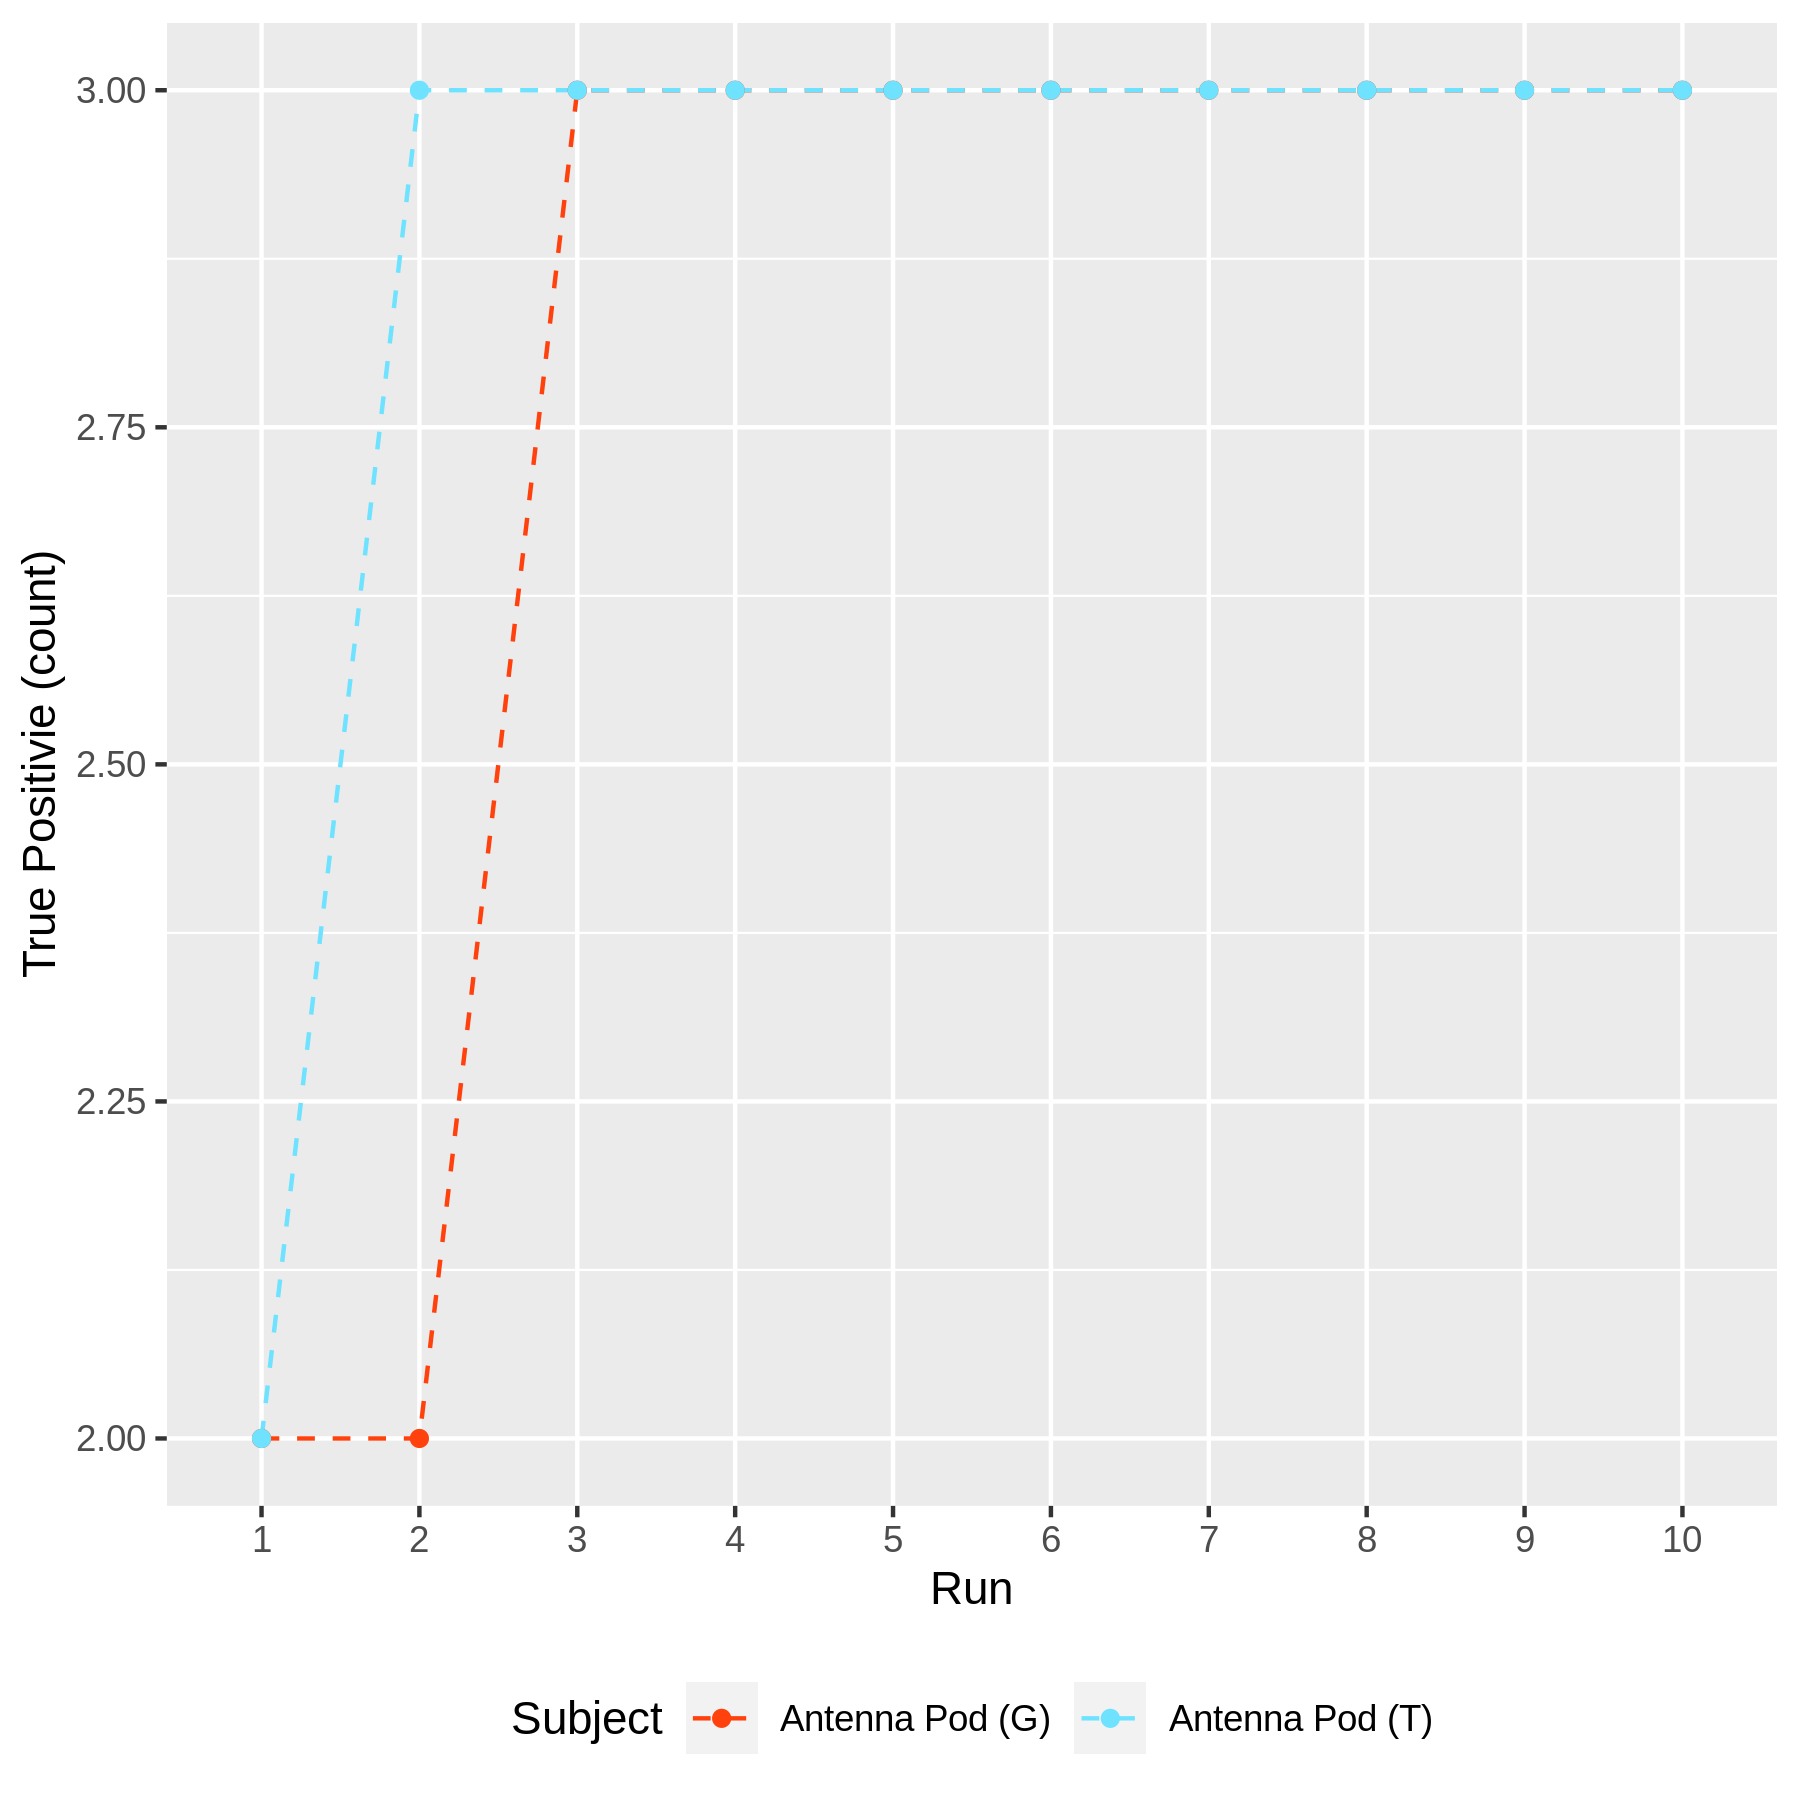 3.00
2.75
2.50
2.25
2.00
True Positivie (count)
1 2 3 4 5 6 7 8 9 10
Run
Subject Antenna Pod (G) Antenna Pod (T)